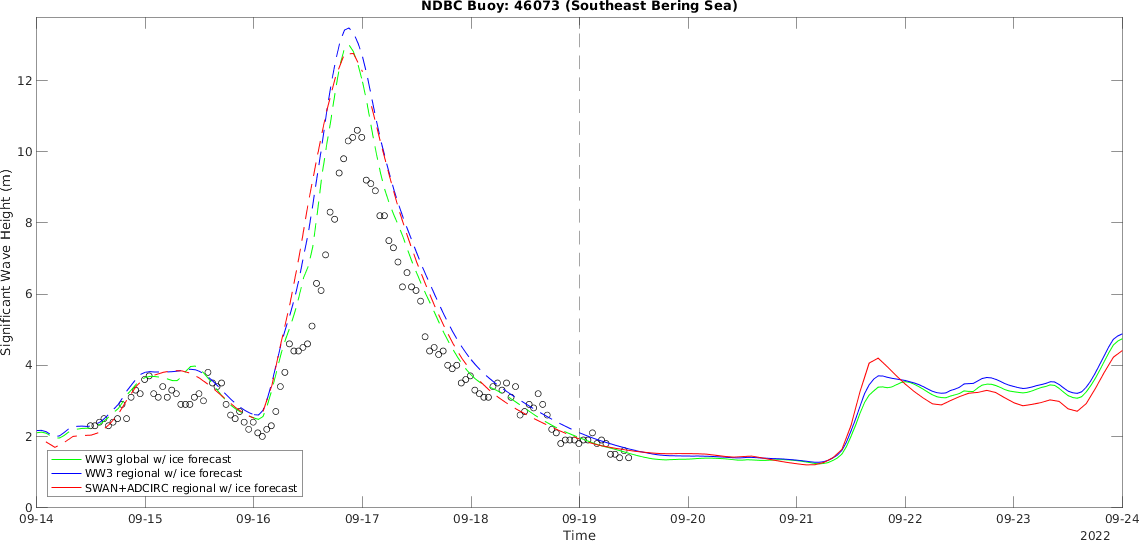 NDBC Buoy: 46073 (Southeast Bering Sea)
Significant Wave Height (m)
12
10
8
6
4
2
0
WW3 global w/ ice forecast
WW3 regional w/ ice forecast
SWAN+ADCIRC regional w/ ice forecast
09-14 09-15 09-16 09-17 09-18 09-19 09-20 09-21 09-22 09-23 09-24
Time
2022